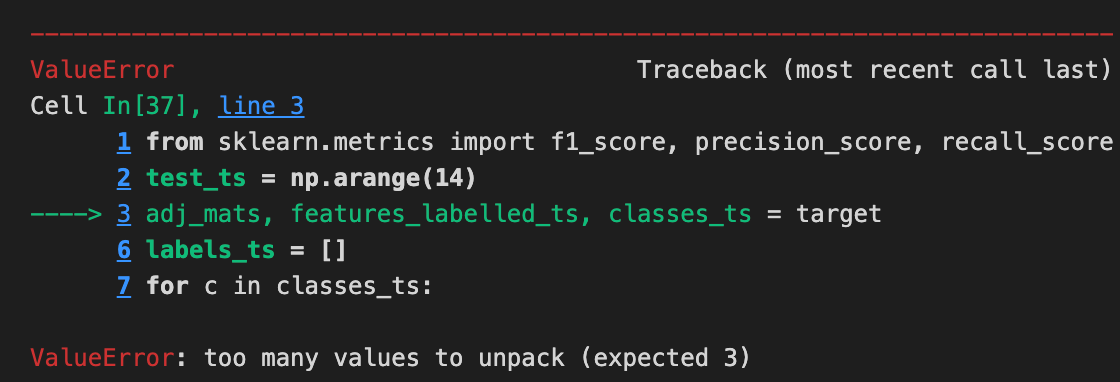 ---------------------------------------------------------------------------
ValueError Traceback (most recent call last)
Cell In[37], line 3
1 from sklearn.metrics import f1_score, precision_score, recall_score
2 test_ts = np.arange(14)
----> 3 adj_mats, features_labelled_ts, classes_ts = target
6 labels_ts = []
7 for c in classes_ts:
ValueError: too many values to unpack (expected 3)